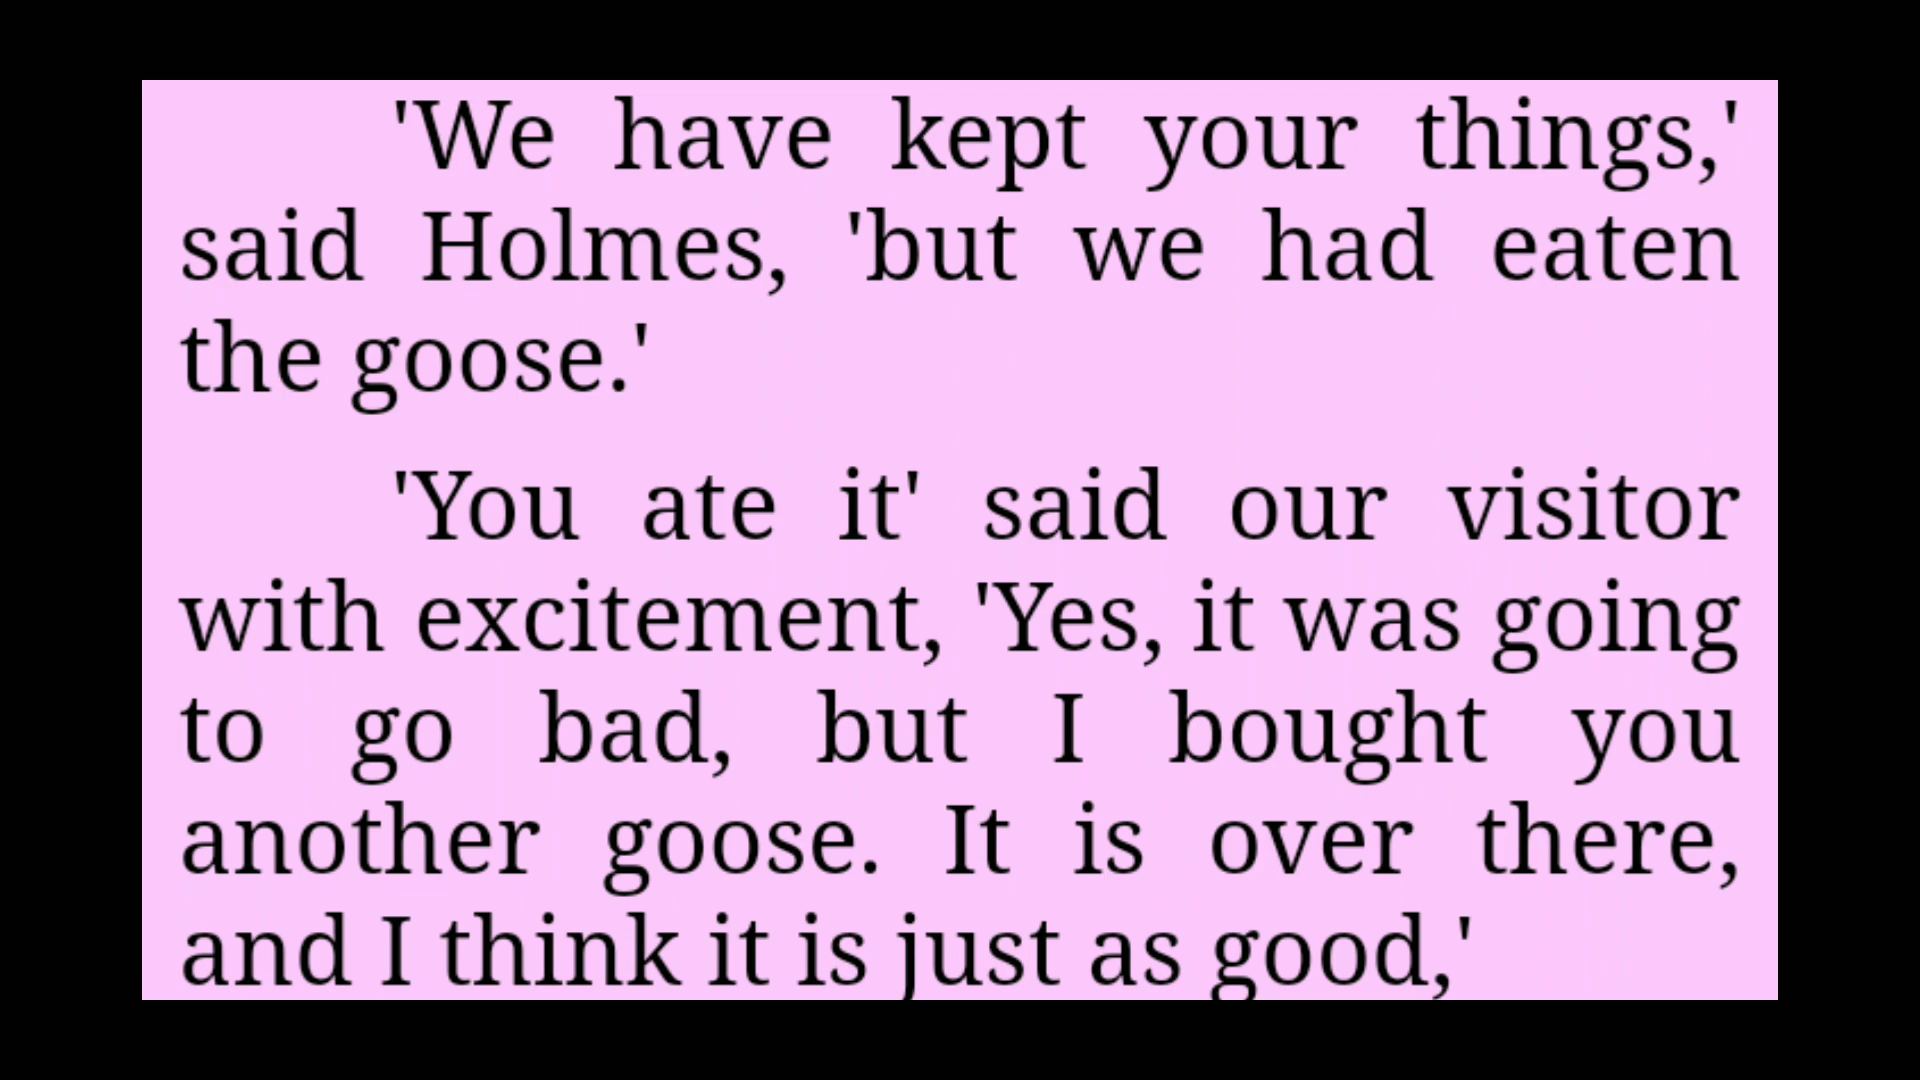 'We have kept your things,'
said Holmes, 'but we had eaten
the goose.'
'You ate it' said our visitor
with excitement, 'Yes, it was going
to go bad, but I bought you
another goose. It is over there,
and I think it is just as good,'